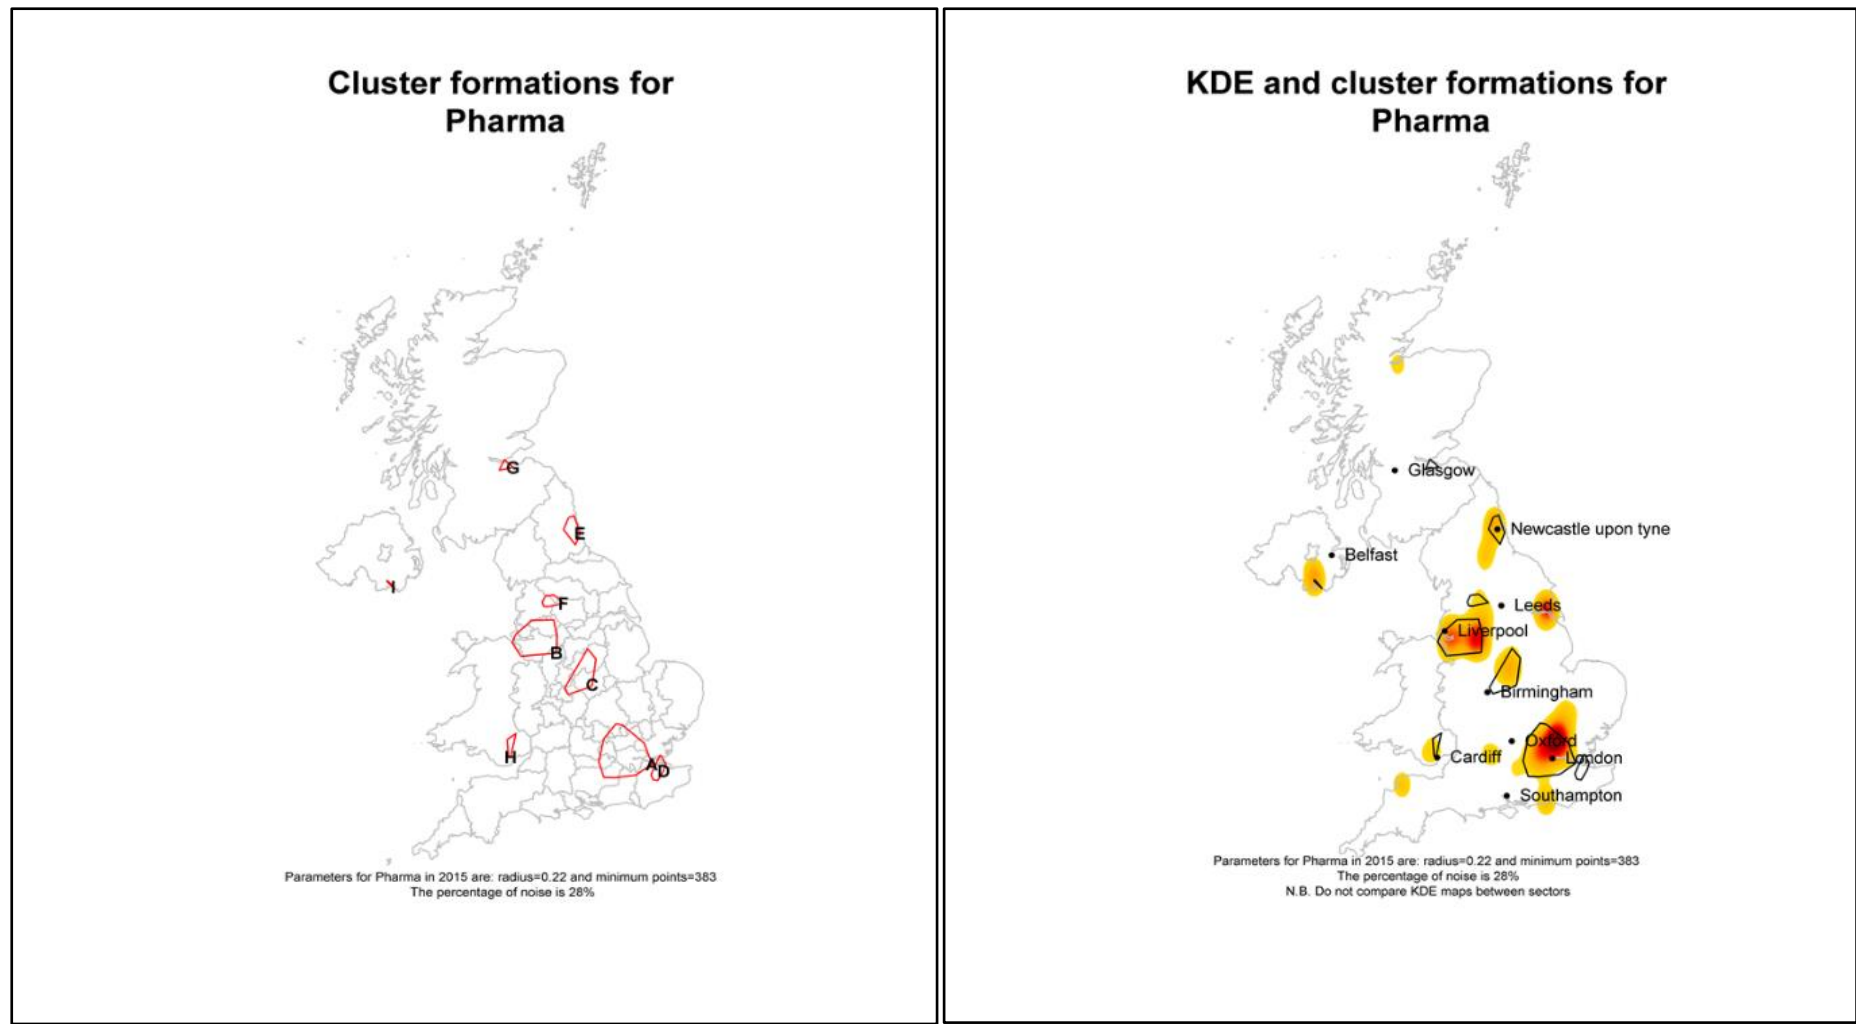 Cluster formations for
Pharma
G
E
I
F
B
C
H
A
D
Parameters for Pharma in 2015 are: radius=0.22 and minimum points=383
The percentage of noise is 28%
KDE and cluster formations for
Pharma
Glasgow
Newcastle upon tyne
Belfast
Leeds
Liverpool
Birmingham
Oxford
Cardiff
London
Southampton
Parameters for Pharma in 2015 are: radius=0.22 and minimum points=383
The percentage of noise is 28%
N.B. Do not compare KDE maps between sectors